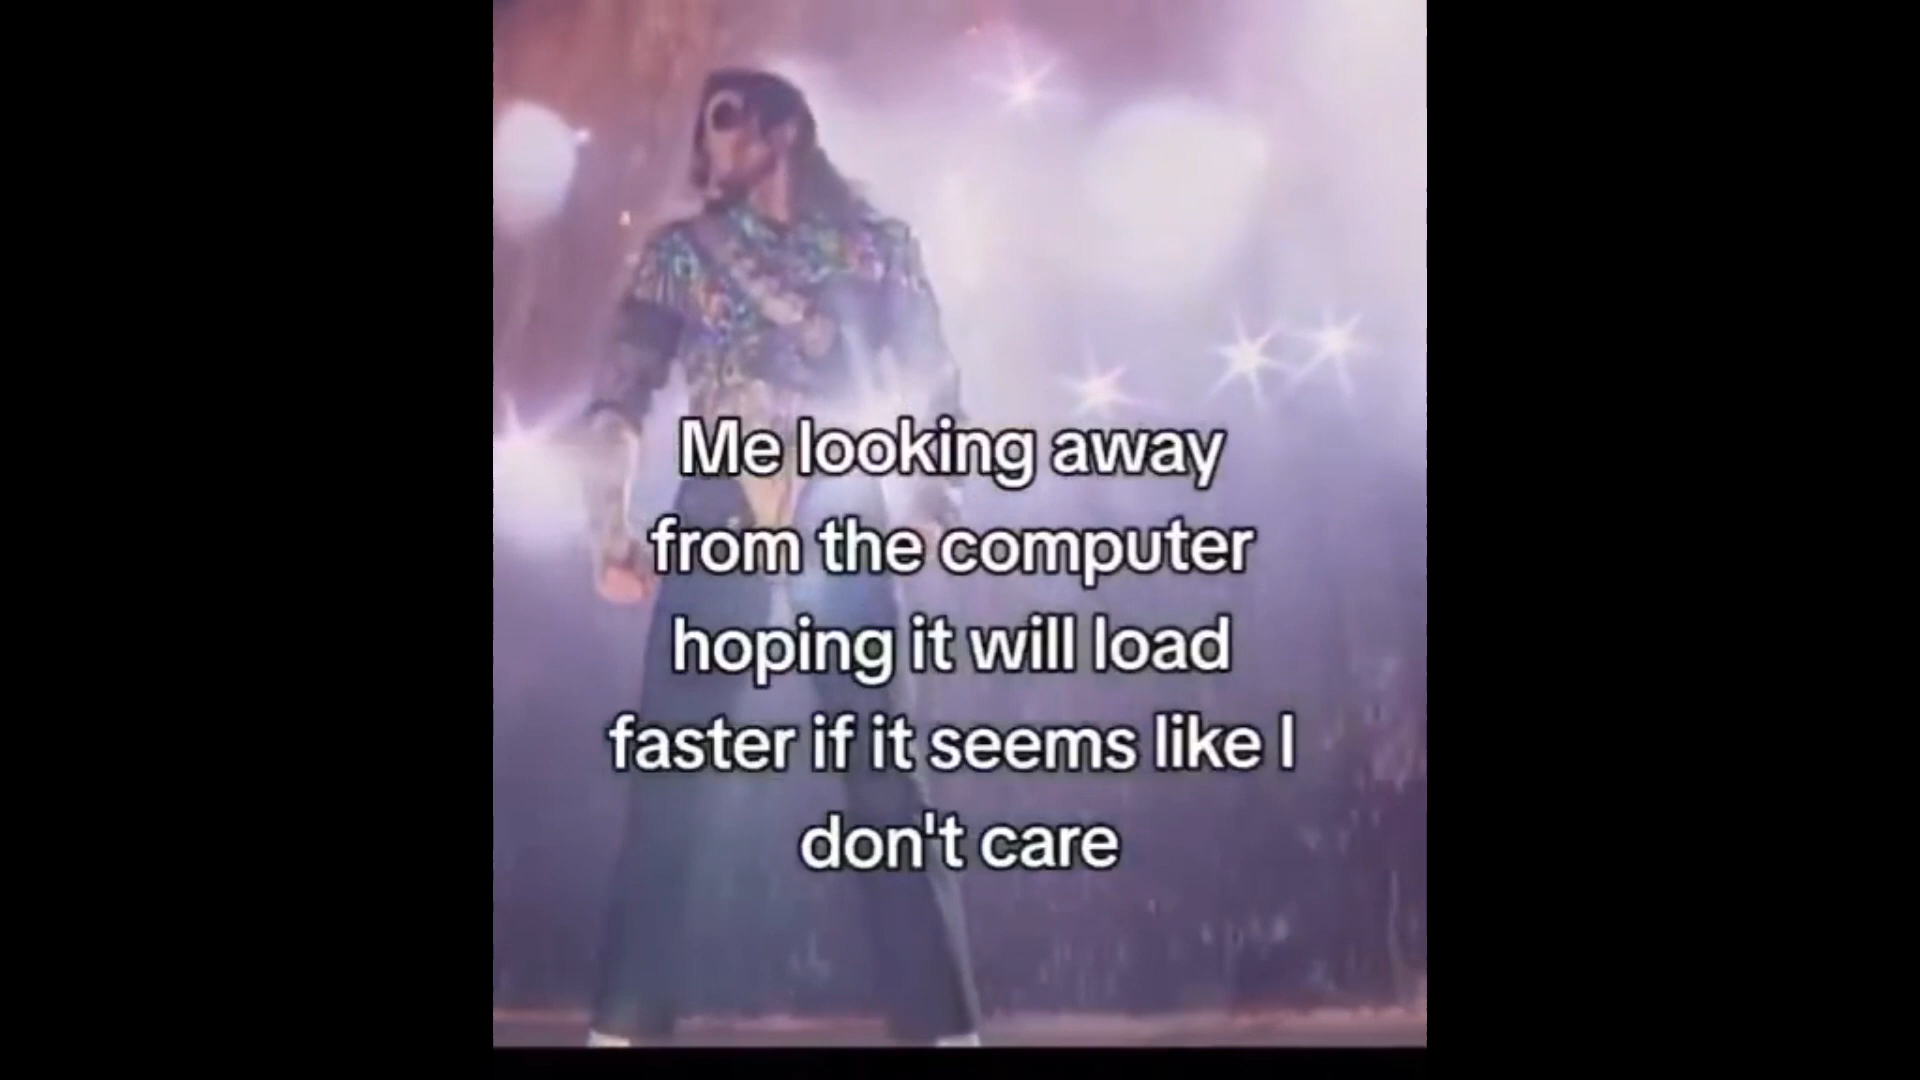 Me looking away
from the computer
hoping it will load
faster if it seems like I
don't care